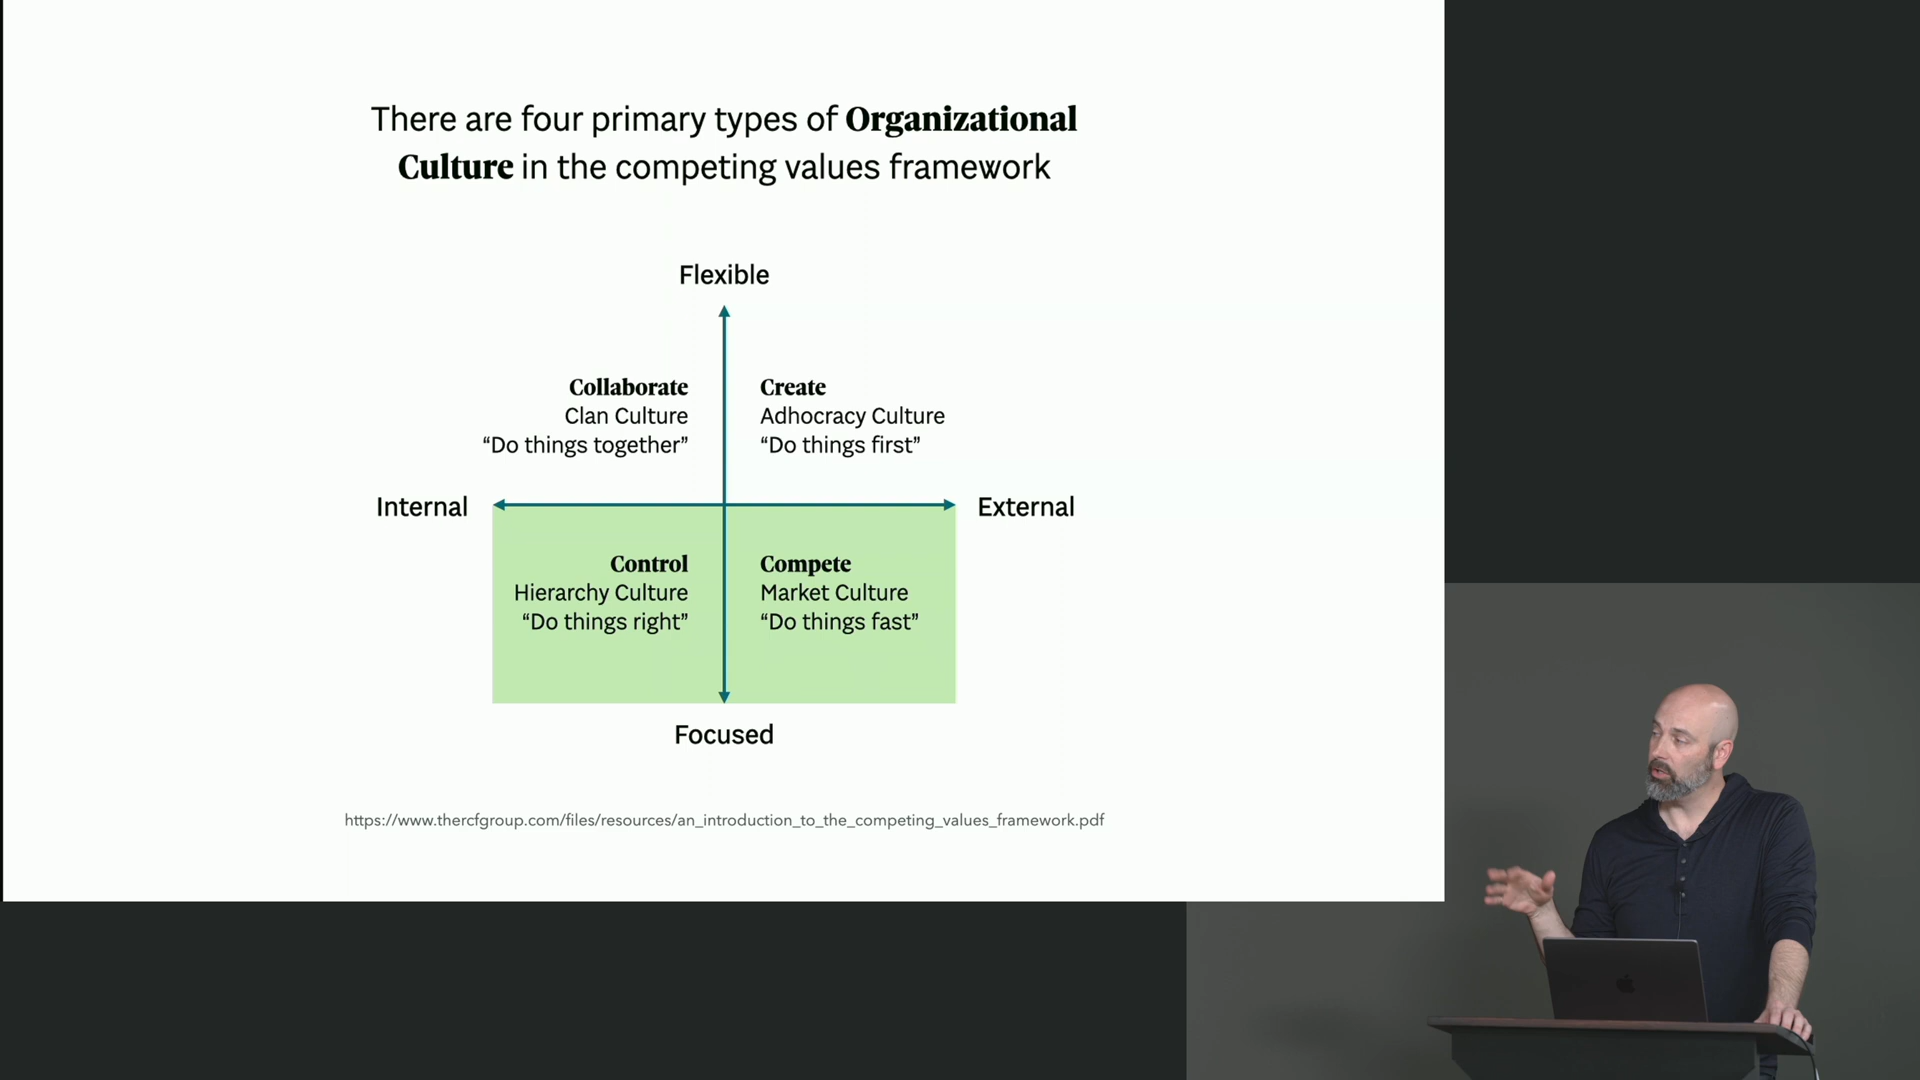 There are four primary types of Organizational
Culture in the competing values framework
Flexible
Collaborate
Clan Culture
“Do things together”
Create
Adhocracy Culture
“Do things first”
Internal
External
Control
Hierarchy Culture
“Do things right”
Compete
Market Culture
“Do things fast”
Focused
https://www.thercfgroup.com/files/resources/an_introduction_to_the_competing_values_framework.pdf